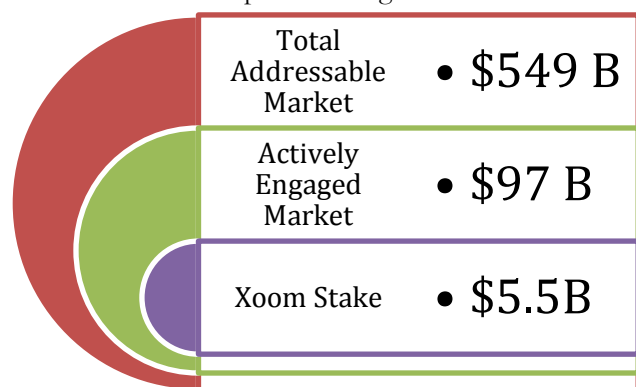 Total
Addressable
Market
• $549 B
Actively
Engaged
Market
• $97 B
Xoom Stake
• $5.5B